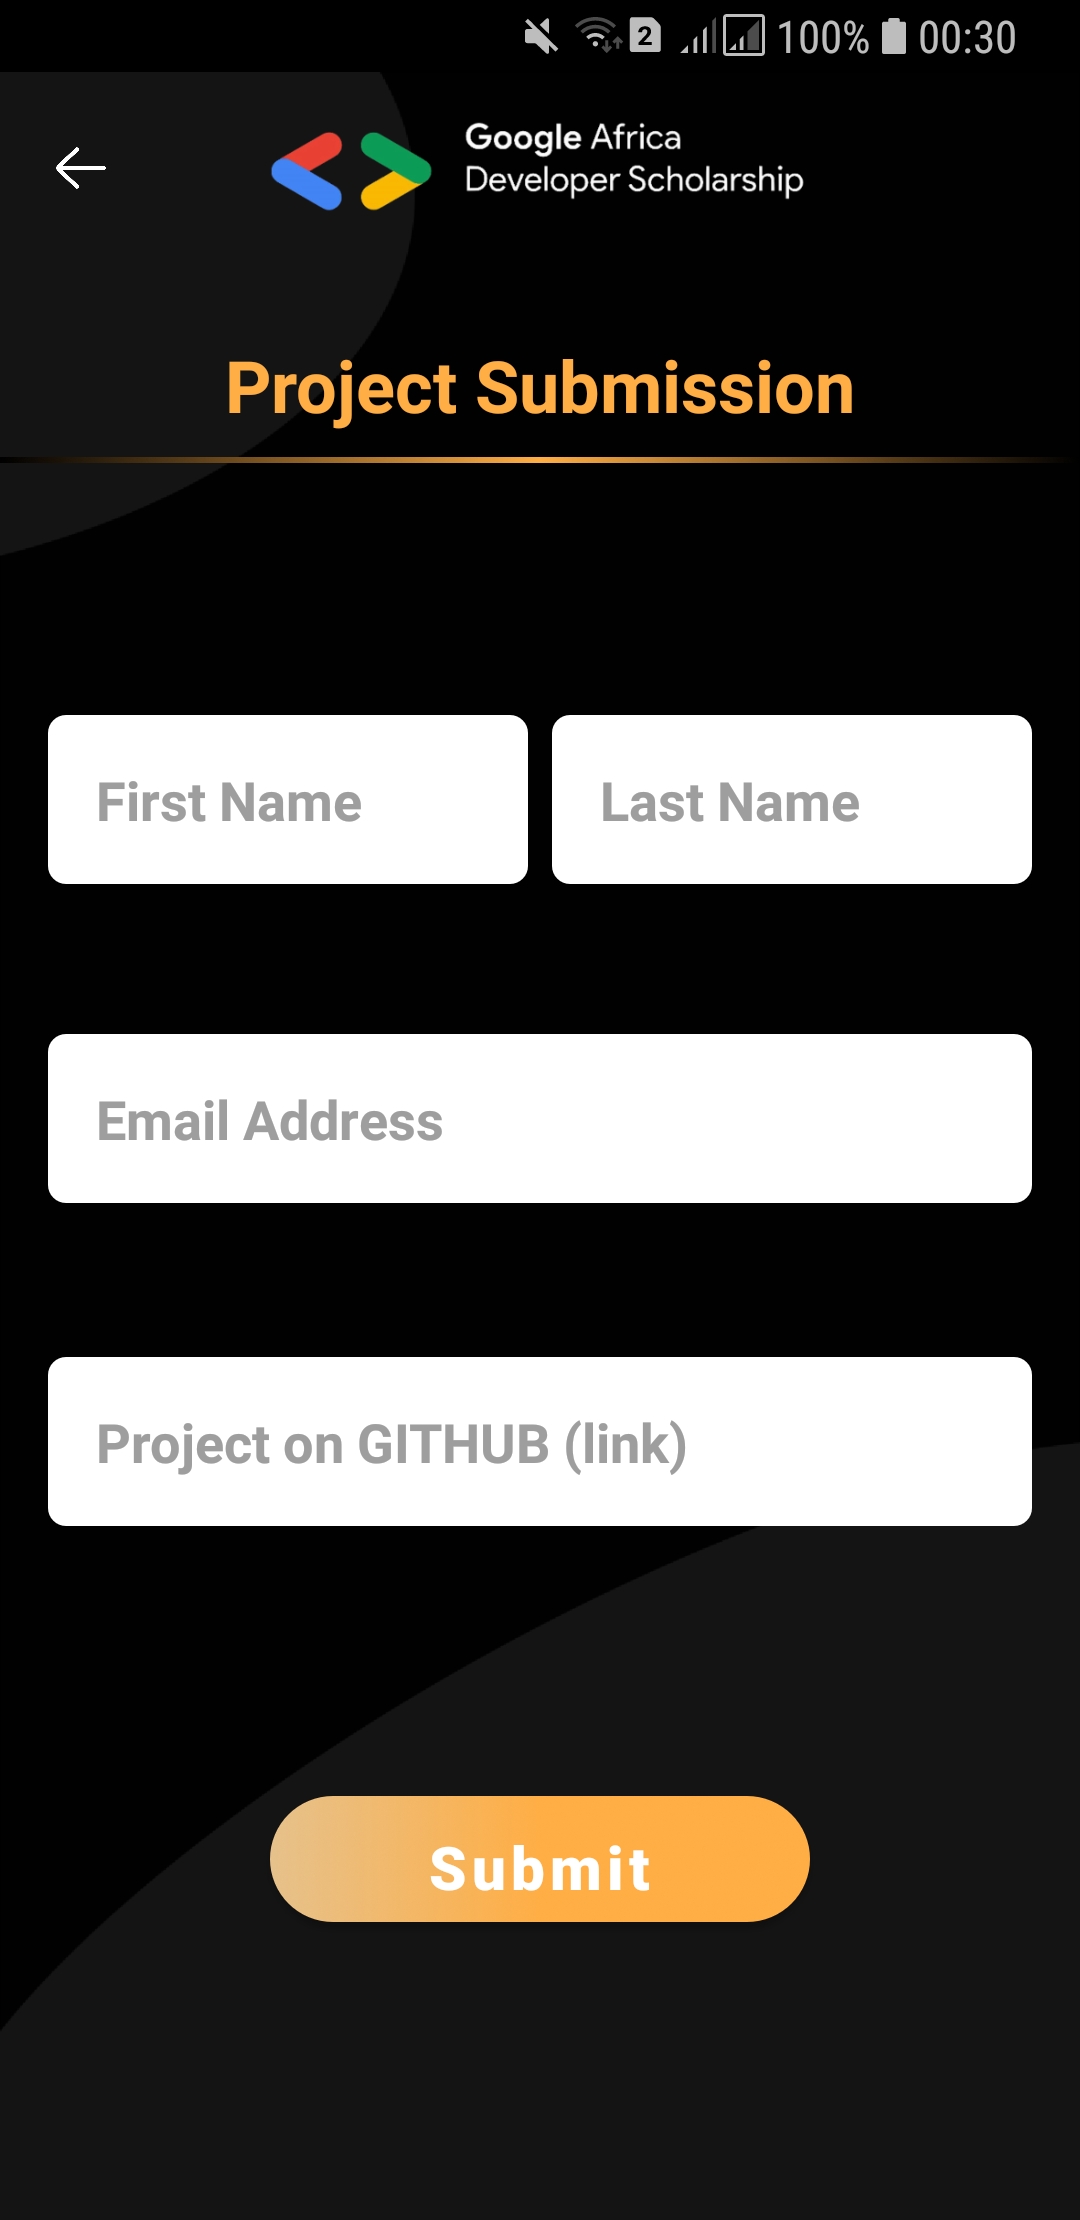 2 100% 00:30
Google Africa
Developer Scholarship
Project Submission
First Name Last Name
Email Address
Project on GITHUB (link)
Submit